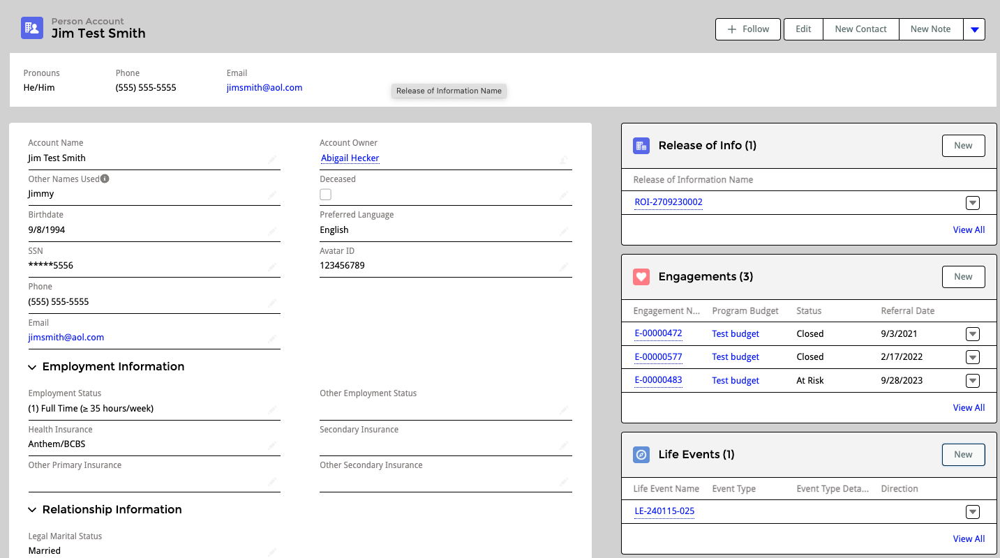 Person Account
Jim Test Smith
Follow
Edit
New Contact
New Note
Pronouns
Phone
Email
He/Him
(555) 555-5555
jimsmith@aol.com
Release of Information Name
Account Name
Jim Test Smith
Account Owner
Abigail Hecker
Other Names Used
Jimmy
Deceased
Birthdate
9/8/1994
Preferred Language
English
SSN
*****5556
Avatar ID
123456789
Phone
(555) 555-5555
Email
jimsmith@aol.com
Employment Information
Employment Status
(1) Full Time (≥ 35 hours/week)
Other Employment Status
Health Insurance
Anthem/BCBS
Secondary Insurance
Other Primary Insurance
Other Secondary Insurance
Relationship Information
Legal Marital Status
Married
Release of Info (1)
New
Release of Information Name
ROI-2709230002
View All
Engagements (3)
New
Engagement N... Program Budget Status Referral Date
E-00000472 Test budget Closed 9/3/2021
E-00000577 Test budget Closed 2/17/2022
E-00000483 Test budget At Risk 9/28/2023
View All
Life Events (1)
New
Life Event Name Event Type Event Type Deta... Direction
LE-240115-025
View All